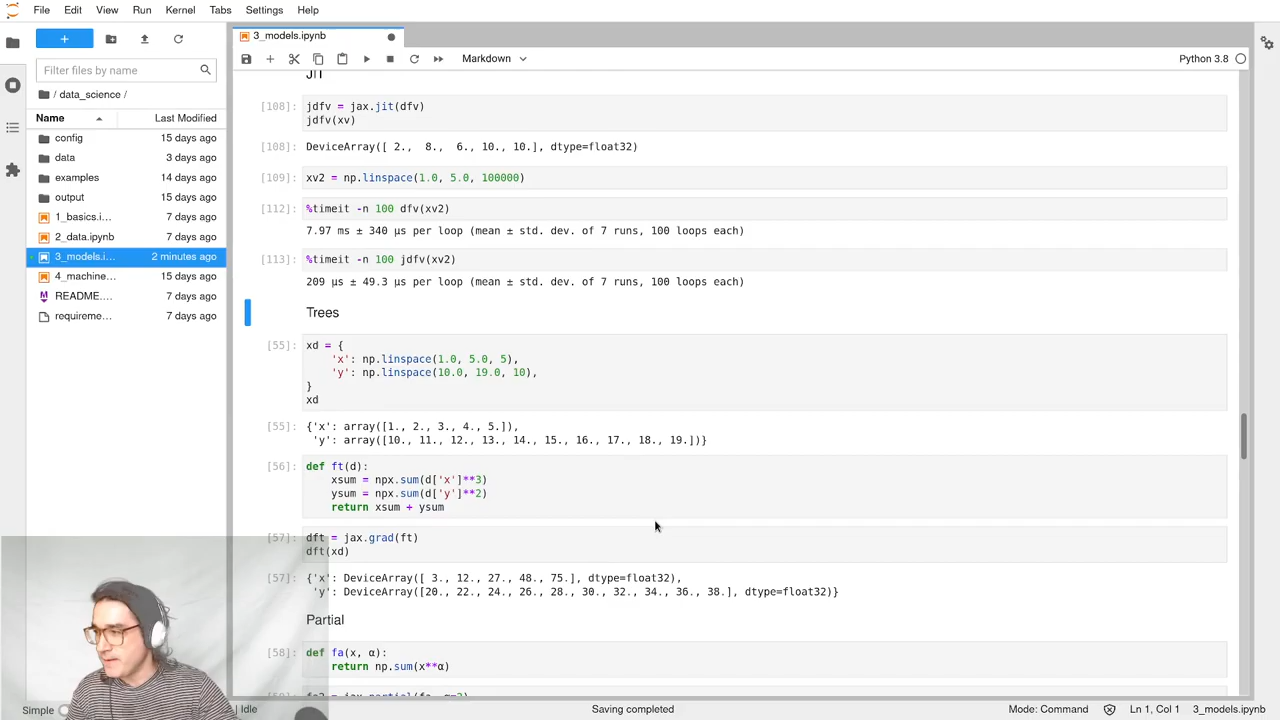 File Edit View Run Kernel Tabs Settings Help
3_models.ipynb
Filter files by name
/ data_science /
Name Last Modified
config 15 days ago
data 3 days ago
examples 14 days ago
output 15 days ago
1_basics.i… 7 days ago
2_data.ipynb 7 days ago
3_models.i… 2 minutes ago
4_machine… 15 days ago
README.… 7 days ago
requireme… 7 days ago
Markdown
Python 3.8
JIT
[108]: jdfv = jax.jit(dfv)
jdfv(xv)
[108]: DeviceArray([ 2., 8., 6., 10., 10.], dtype=float32)
[109]: xv2 = np.linspace(1.0, 5.0, 100000)
[112]: %timeit -n 100 dfv(xv2)
7.97 ms ± 340 µs per loop (mean ± std. dev. of 7 runs, 100 loops each)
[113]: %timeit -n 100 jdfv(xv2)
209 µs ± 49.3 µs per loop (mean ± std. dev. of 7 runs, 100 loops each)
Trees
[55]: xd = {
'x': np.linspace(1.0, 5.0, 5),
'y': np.linspace(10.0, 19.0, 10),
}
xd
[55]: {'x': array([1., 2., 3., 4., 5.]),
'y': array([10., 11., 12., 13., 14., 15., 16., 17., 18., 19.])}
[56]: def ft(d):
xsum = npx.sum(d['x']**3)
ysum = npx.sum(d['y']**2)
return xsum + ysum
[57]: dft = jax.grad(ft)
dft(xd)
[57]: {'x': DeviceArray([ 3., 12., 27., 48., 75.], dtype=float32),
'y': DeviceArray([20., 22., 24., 26., 28., 30., 32., 34., 36., 38.], dtype=float32)}
Partial
[58]: def fa(x, α):
return np.sum(x**α)
Simple
Idle
Saving completed
Mode: Command
Ln 1, Col 1
3_models.ipynb